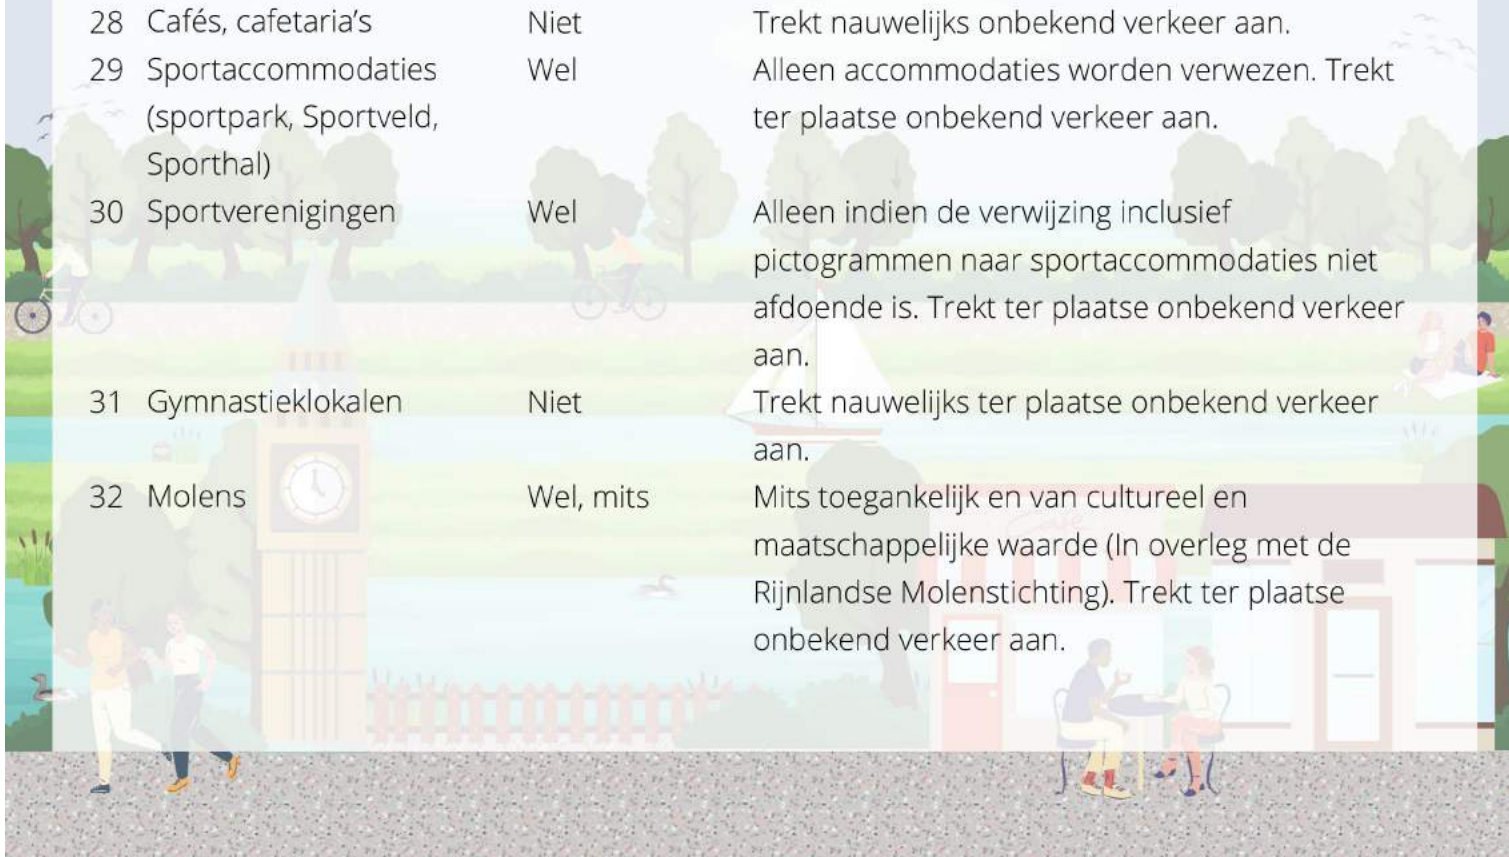 28 Cafés, cafetaria's Niet Trekt nauwelijks onbekend verkeer aan.
29 Sportaccommodaties Wel Alleen accommodaties worden verwezen. Trekt
(sportpark, Sportveld, ter plaatse onbekend verkeer aan.
Sporthal)
30 Sportverenigingen Wel Alleen indien de verwijzing inclusief
pictogrammen naar sportaccommodaties niet
afdoende is. Trekt ter plaatse onbekend verkeer
aan.
31 Gymnastieklokalen Niet Trekt nauwelijks ter plaatse onbekend verkeer
aan.
32 Molens Wel, mits Mits toegankelijk en van cultureel en
maatschappelijke waarde (In overleg met de
Rijnlandse Molenstichting). Trekt ter plaatse
onbekend verkeer aan.
Café